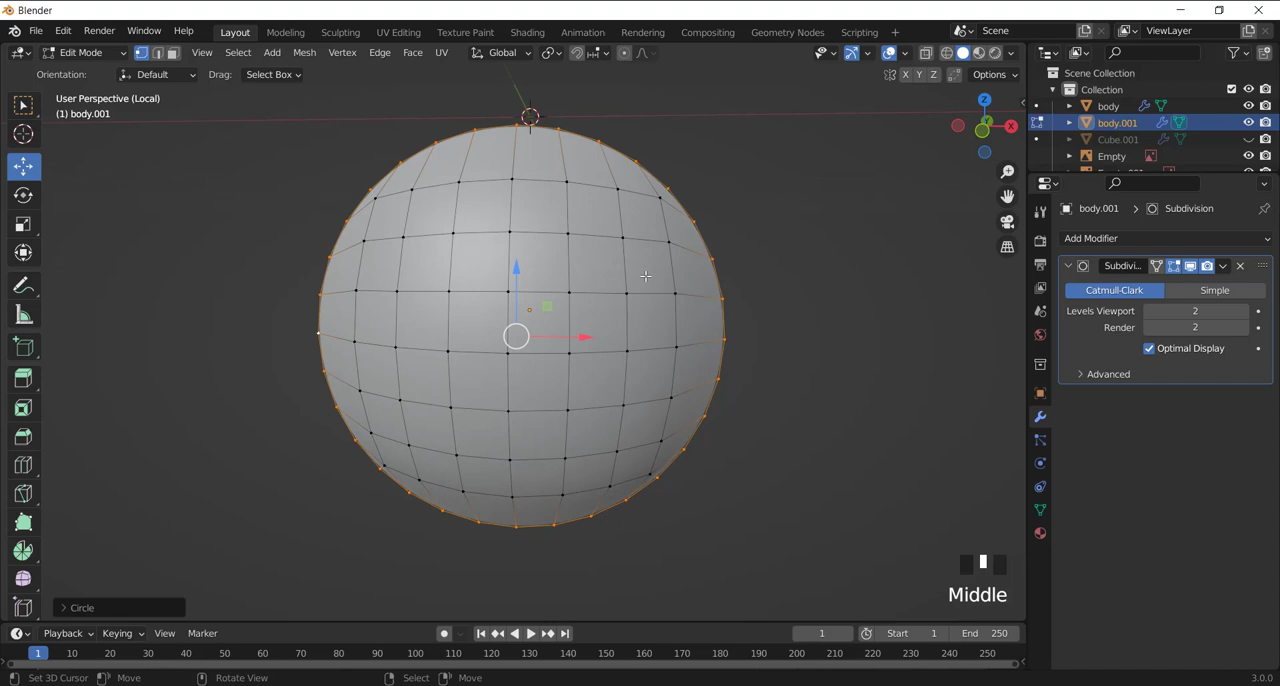 Blender
File Edit Render Window Help Layout Modeling Sculpting UV Editing Texture Paint Shading Animation Rendering Compositing Geometry Nodes Scripting + Scene ViewLayer
Edit Mode View Select Add Mesh Vertex Edge Face UV Global
Orientation: Default Drag: Select Box X Y Z Options
User Perspective (Local)
(1) body.001
Z
Y
X
Scene Collection
Collection
body
body.001
Cube.001
Empty
body.001 > Subdivision
Add Modifier
Subdivi...
Catmull-Clark Simple
Levels Viewport 2
Render 2
Optimal Display
> Advanced
Middle
> Circle
Playback Keying View Marker 1 Start 1 End 250
1 10 20 30 40 50 60 70 80 90 100 110 120 130 140 150 160 170 180 190 200 210 220 230 240 250
Set 3D Cursor Move Rotate View Select Move 3.0.0